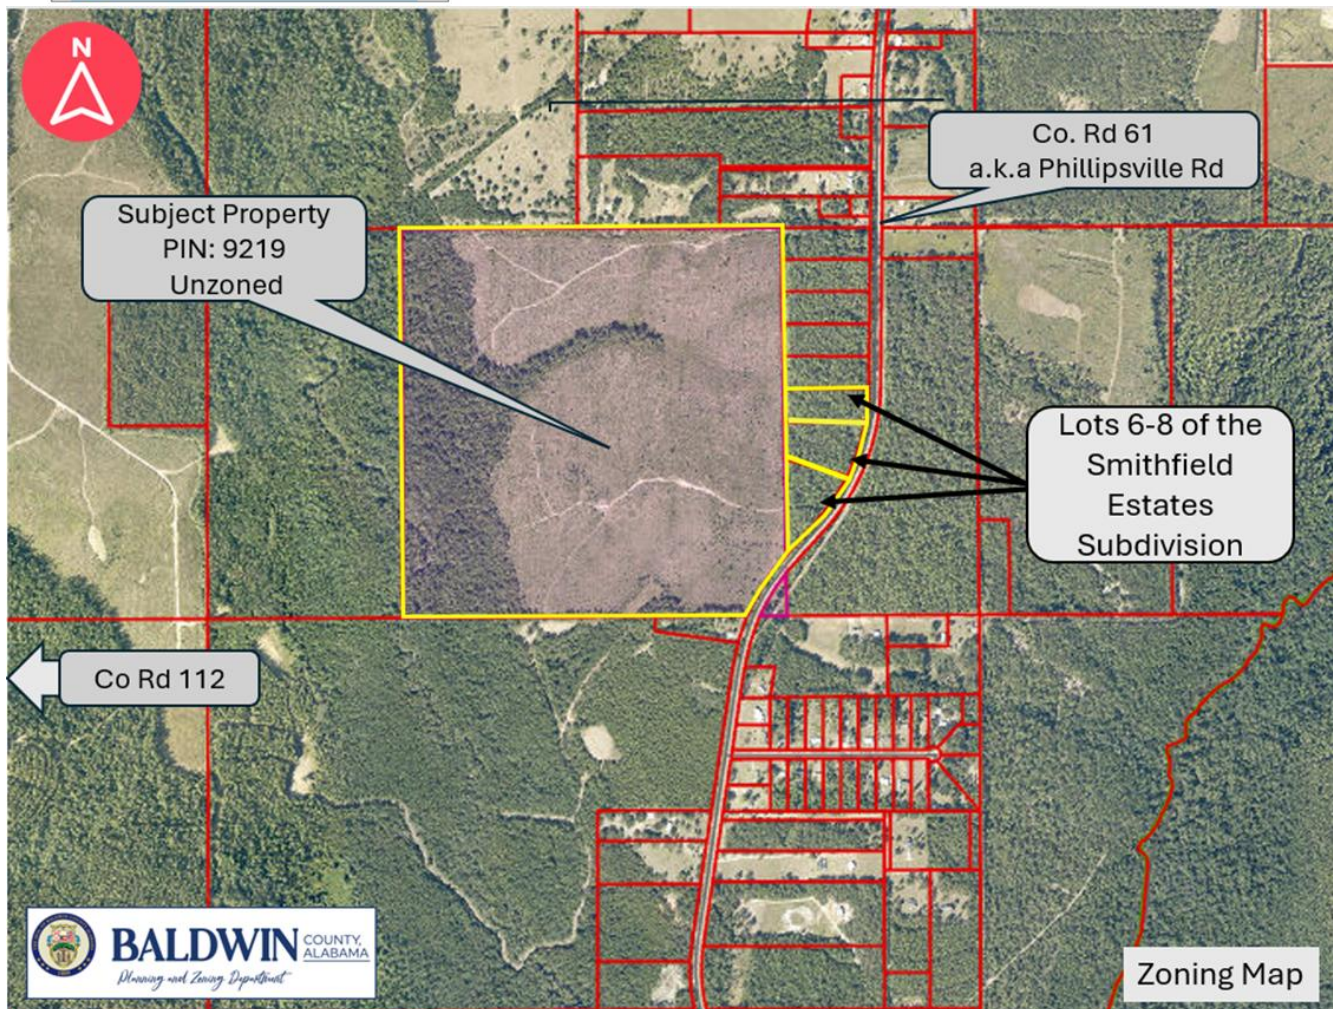 N
Co. Rd 61
a.k.a Phillipsville Rd
Subject Property
PIN: 9219
Unzoned
Lots 6-8 of the
Smithfield
Estates
Subdivision
Co Rd 112
BALDWIN COUNTY, ALABAMA
Planning and Zoning Department
Zoning Map